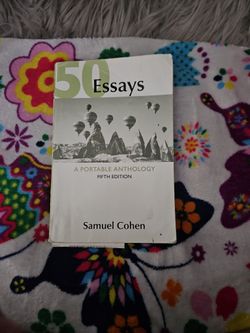 50
Essays
A PORTABLE ANTHOLOGY
FIFTH EDITION
Samuel Cohen